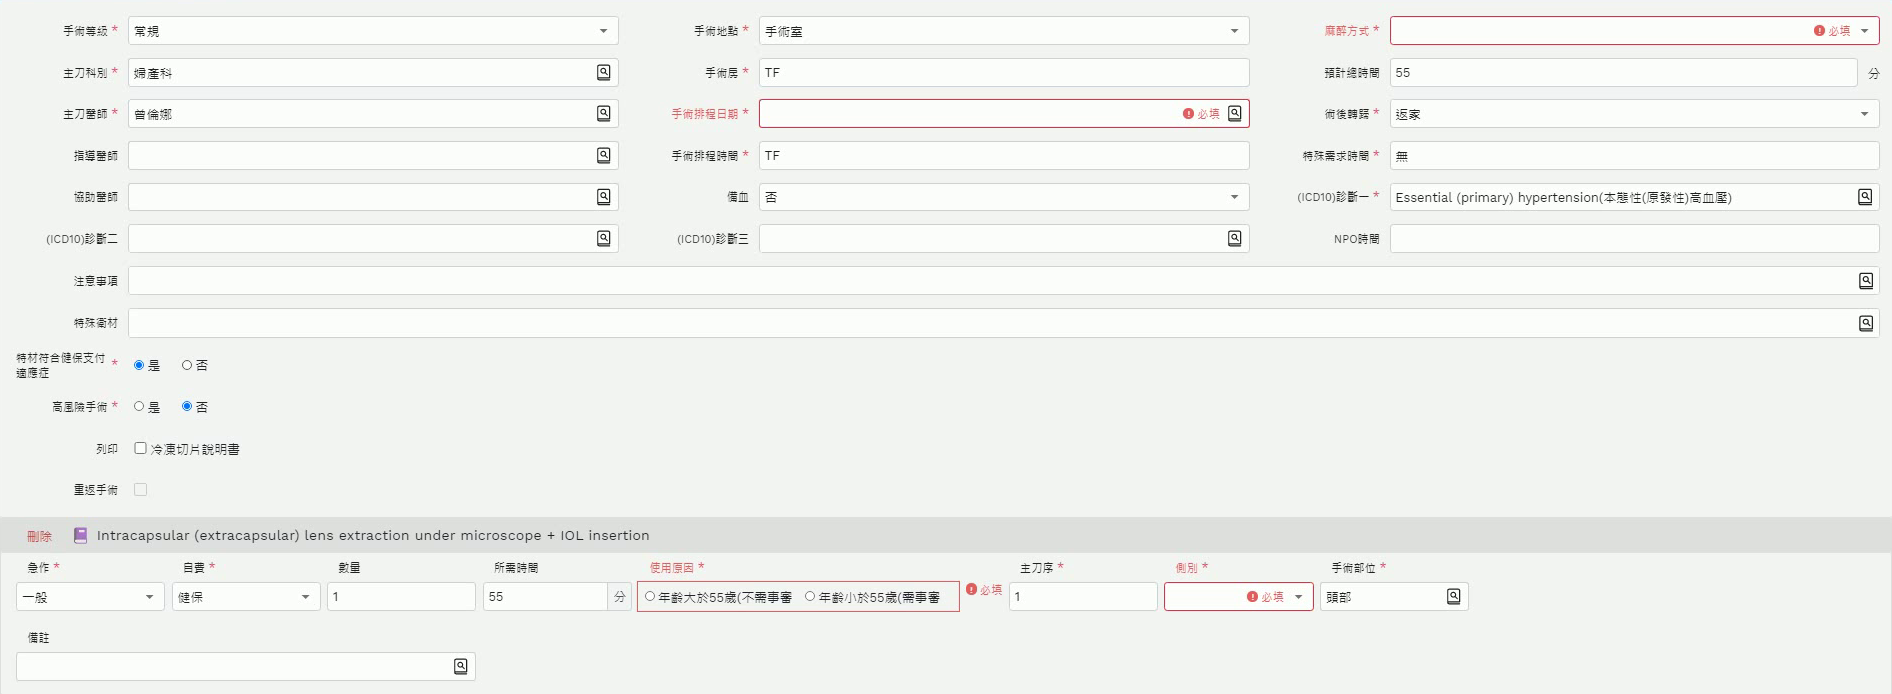 手術等級 * 常規 手術地點 * 手術室 麻醉方式 * 必填
主刀科別 * 婦產科 手術房 * TF 預計總時間 55 分
主刀醫師 * 曾倫娜 手術排程日期 * 必填 術後轉歸 * 返家
指導醫師 手術排程時間 * TF 特殊需求時間 * 無
協助醫師 備血 否 (ICD10)診斷一 * Essential (primary) hypertension(本態性(原發性)高血壓)
(ICD10)診斷二 (ICD10)診斷三 NPO時間
注意事項
特殊衛材
特材符合健保支付
適應症 * 是 否
高風險手術 * 是 否
列印 冷凍切片說明書
重返手術
刪除 Intracapsular (extracapsular) lens extraction under microscope + IOL insertion
急作 * 自費 * 數量 所需時間 使用原因 * 主刀序 * 側別 * 手術部位 *
一般 健保 1 55 分 年齡大於55歲(不需事審 年齡小於55歲(需事審 必填 1 必填 頭部
備註